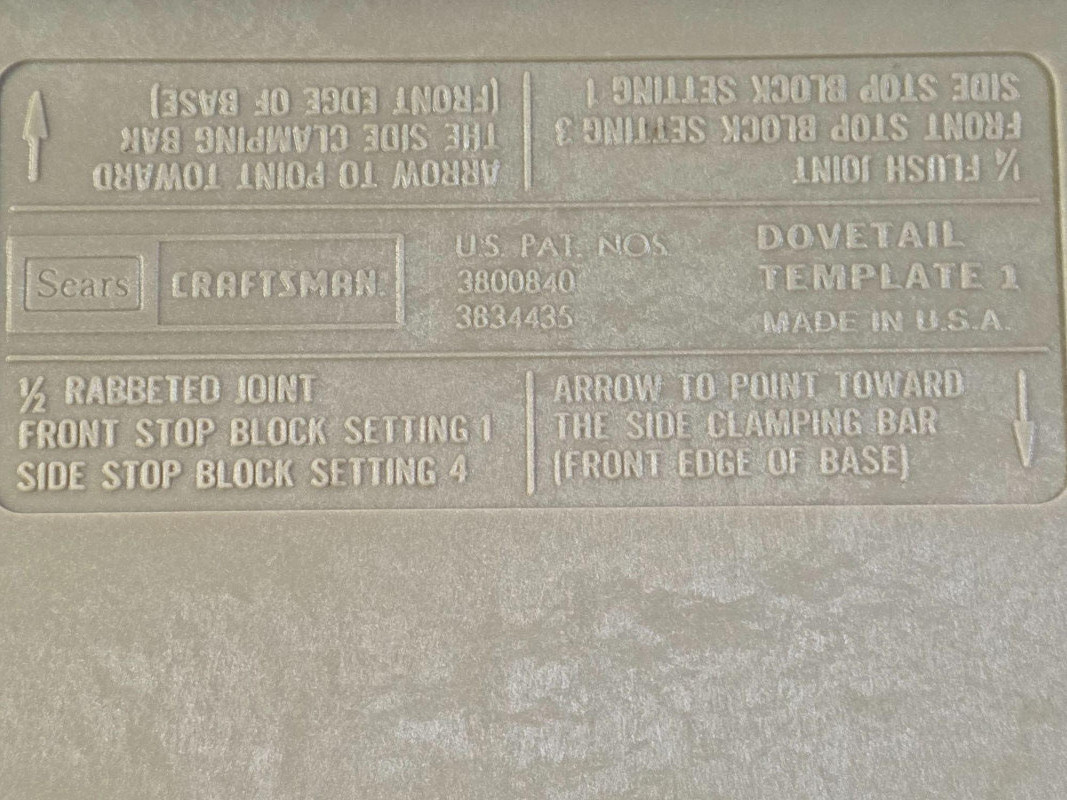 ¼ FLUSH JOINT
FRONT STOP BLOCK SETTING 3
SIDE STOP BLOCK SETTING 1
ARROW TO POINT TOWARD
THE SIDE CLAMPING BAR
(FRONT EDGE OF BASE)
Sears
CRAFTSMAN
U.S. PAT. NOS.
3800840
3834435
DOVETAIL
TEMPLATE 1
MADE IN U.S.A.
½ RABBETED JOINT
FRONT STOP BLOCK SETTING 1
SIDE STOP BLOCK SETTING 4
ARROW TO POINT TOWARD
THE SIDE CLAMPING BAR
(FRONT EDGE OF BASE)